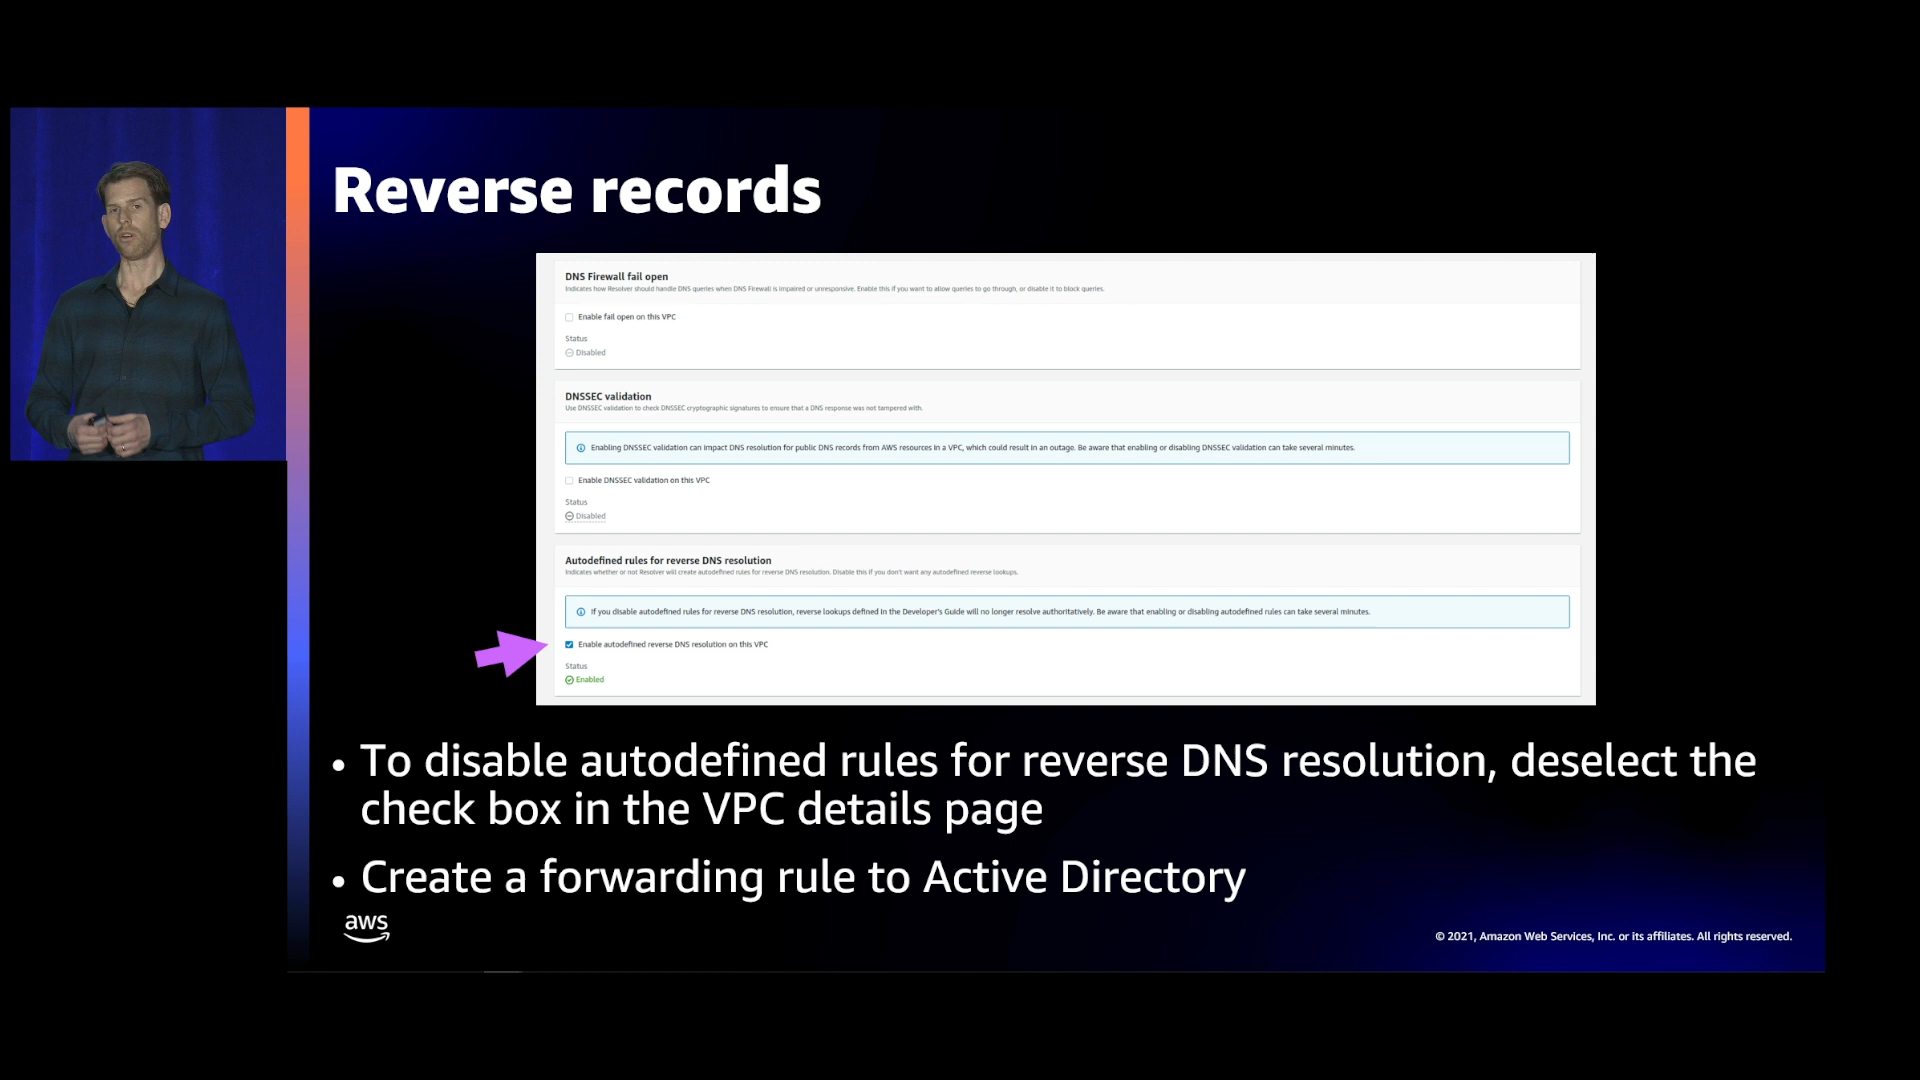 Reverse records
DNS Firewall fail open
Indicates how Resolver should handle DNS queries when DNS Firewall is impaired or unresponsive. Enable this if you want to allow queries to go through, or disable it to block queries.
Enable fail open on this VPC
Status
Disabled
DNSSEC validation
Use DNSSEC validation to check DNSSEC cryptographic signatures to ensure that a DNS response was not tampered with.
Enabling DNSSEC validation can impact DNS resolution for public DNS records from AWS resources in a VPC, which could result in an outage. Be aware that enabling or disabling DNSSEC validation can take several minutes.
Enable DNSSEC validation on this VPC
Status
Disabled
Autodefined rules for reverse DNS resolution
Indicates whether or not Resolver will create autodefined rules for reverse DNS resolution. Disable this if you don't want any autodefined reverse lookups.
If you disable autodefined rules for reverse DNS resolution, reverse lookups defined in the Developer's Guide will no longer resolve authoritatively. Be aware that enabling or disabling autodefined rules can take several minutes.
Enable autodefined reverse DNS resolution on this VPC
Status
Enabled
• To disable autodefined rules for reverse DNS resolution, deselect the
check box in the VPC details page
• Create a forwarding rule to Active Directory
aws
© 2021, Amazon Web Services, Inc. or its affiliates. All rights reserved.